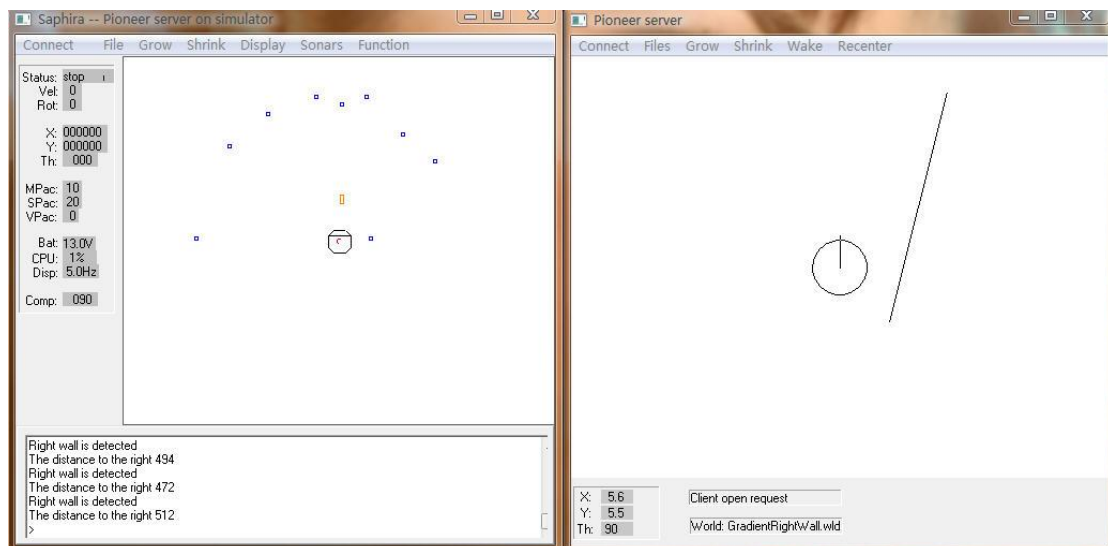 Saphira -- Pioneer server on simulator
Connect File Grow Shrink Display Sonars Function
Status: stop
Vel: 0
Rot: 0
X: 000000
Y: 000000
Th: 000
MPac: 10
SPac: 20
VPac: 0
Bat: 13.0V
CPU: 1%
Disp: 5.0Hz
Comp: 090
Right wall is detected
The distance to the right 494
Right wall is detected
The distance to the right 472
Right wall is detected
The distance to the right 512
>
Pioneer server
Connect Files Grow Shrink Wake Recenter
X: 5.6
Y: 5.5
Th: 90
Client open request
World: GradientRightWall.wld